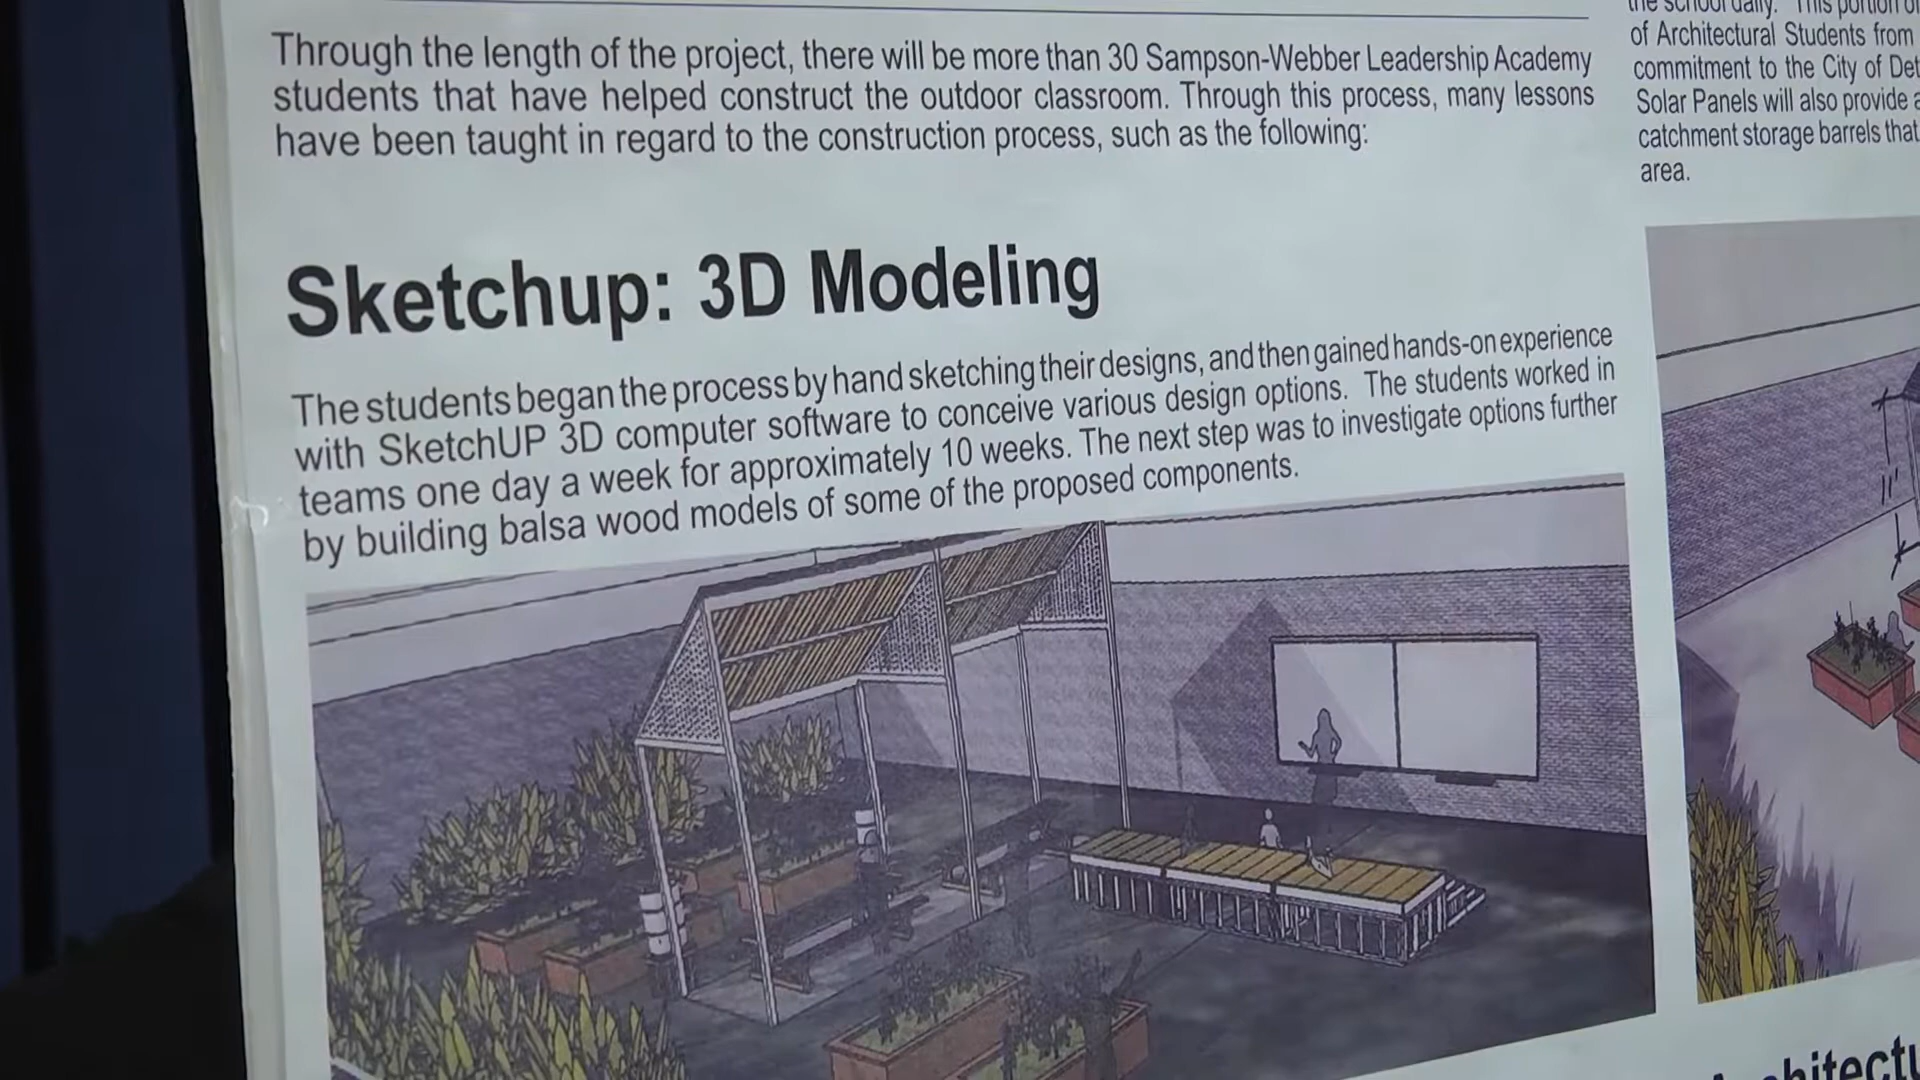 Through the length of the project, there will be more than 30 Sampson-Webber Leadership Academy
students that have helped construct the outdoor classroom. Through this process, many lessons
have been taught in regard to the construction process, such as the following:
Sketchup: 3D Modeling
The students began the process by hand sketching their designs, and then gained hands-on experience
with SketchUP 3D computer software to conceive various design options. The students worked in
teams one day a week for approximately 10 weeks. The next step was to investigate options further
by building balsa wood models of some of the proposed components.
the school daily. This portion
of Architectural Students from
commitment to the City of
Solar Panels will also provide
catchment storage barrels that
area.
11'